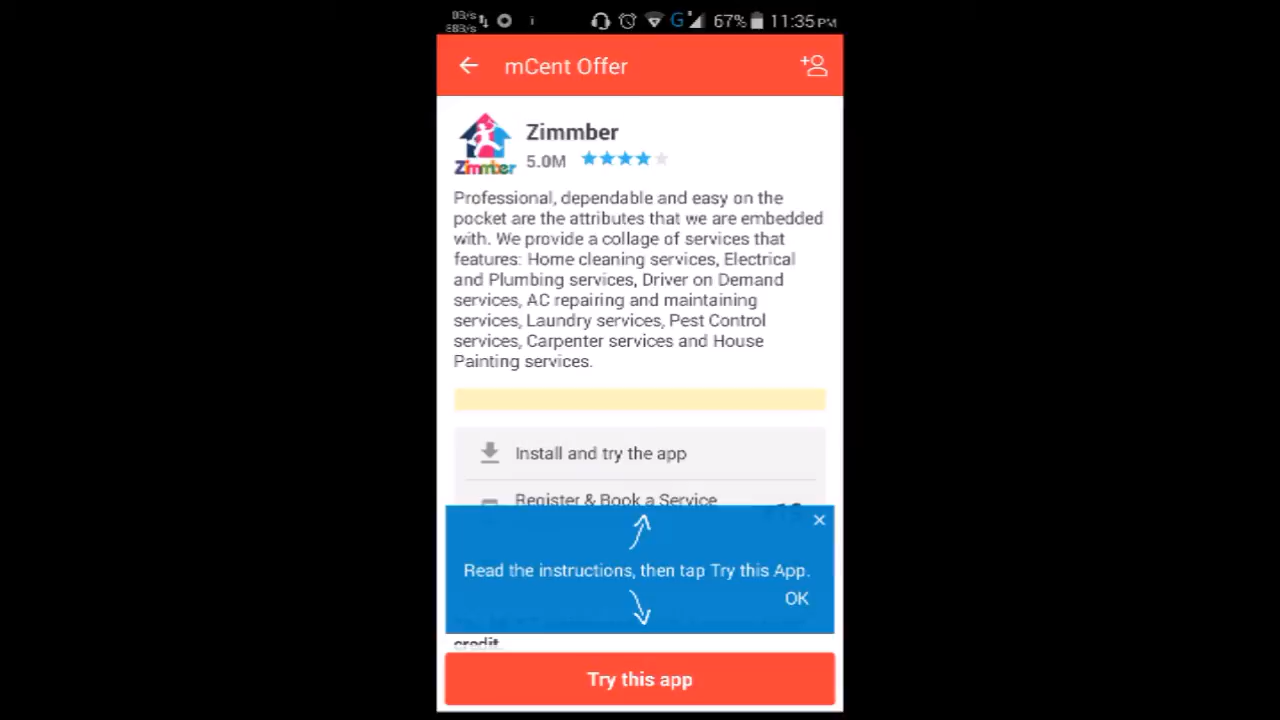 0B/s
88B/s
G
67%
11:35 PM
mCent Offer
Zimmber
Zimmber
5.0M
Professional, dependable and easy on the
pocket are the attributes that we are embedded
with. We provide a collage of services that
features: Home cleaning services, Electrical
and Plumbing services, Driver on Demand
services, AC repairing and maintaining
services, Laundry services, Pest Control
services, Carpenter services and House
Painting services.
Install and try the app
Register & Book a Service
Read the instructions, then tap Try this App.
OK
credit.
Try this app